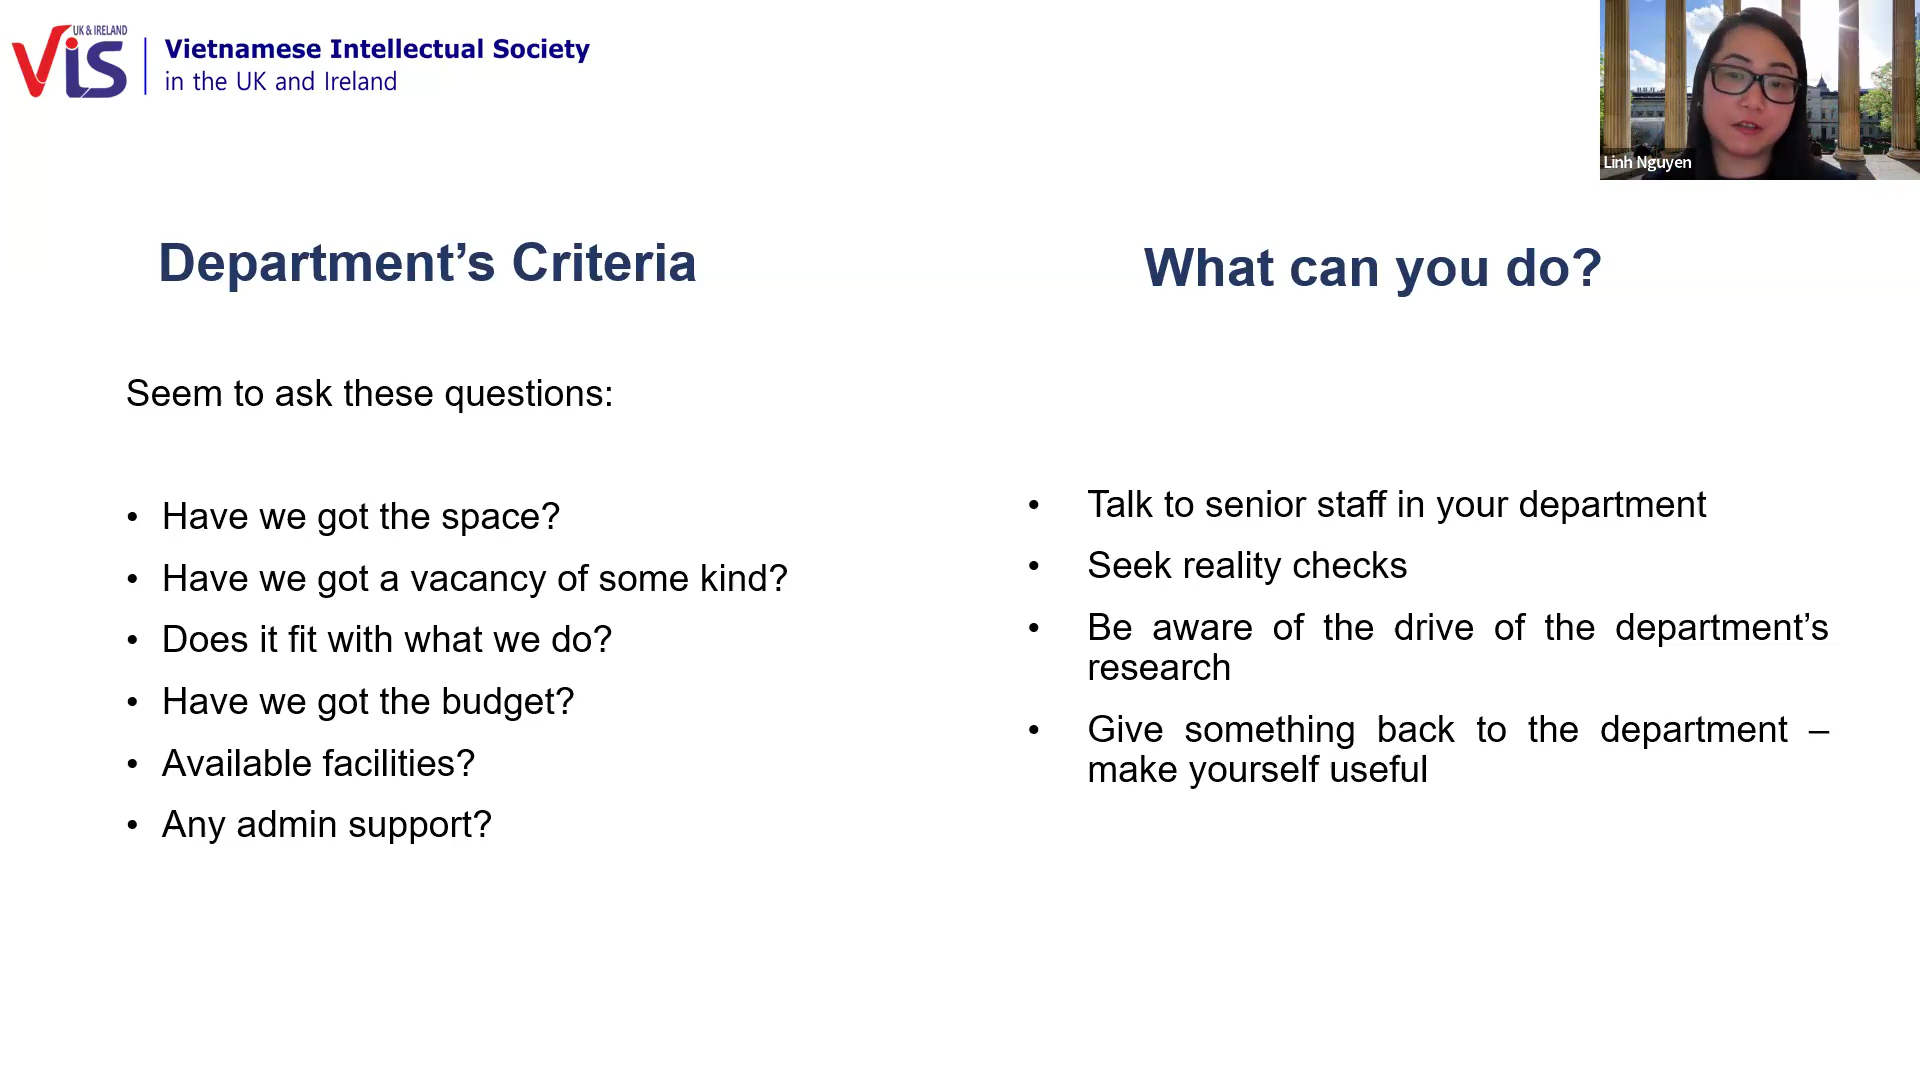 UK & IRELAND
VIS
Vietnamese Intellectual Society
in the UK and Ireland
Linh Nguyen
Department’s Criteria
Seem to ask these questions:
• Have we got the space?
• Have we got a vacancy of some kind?
• Does it fit with what we do?
• Have we got the budget?
• Available facilities?
• Any admin support?
What can you do?
• Talk to senior staff in your department
• Seek reality checks
• Be aware of the drive of the department’s
research
• Give something back to the department –
make yourself useful